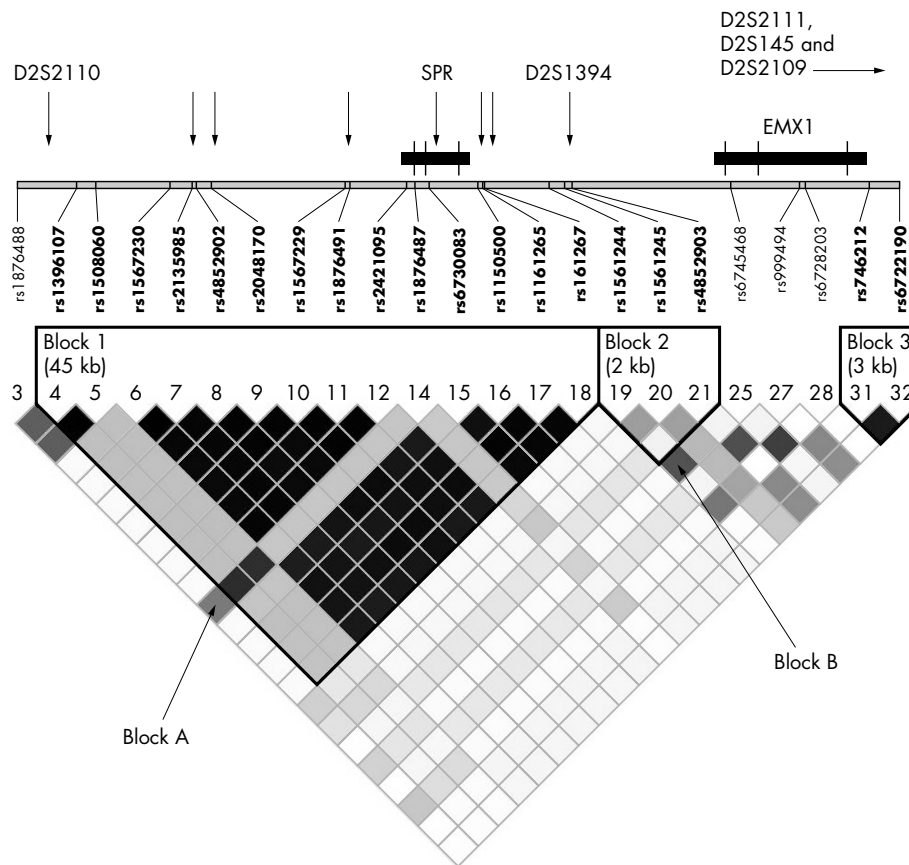 D2S2111,
D2S145 and
D2S2109
D2S2110
SPR
D2S1394
EMX1
rs1876488
rs1396107
rs1508060
rs1567230
rs2135985
rs4852902
rs2048170
rs1567229
rs1876491
rs2421095
rs1876487
rs6730083
rs1150500
rs1161265
rs161267
rs1561244
rs1561245
rs4852903
rs6745468
rs999494
rs6728203
rs746212
rs6722190
Block 1
(45 kb)
Block 2
(2 kb)
Block 3
(3 kb)
3 4 5 6 7 8 9 10 11 12 14 15 16 17 18 19 20 21 25 27 28 31 32
Block A
Block B